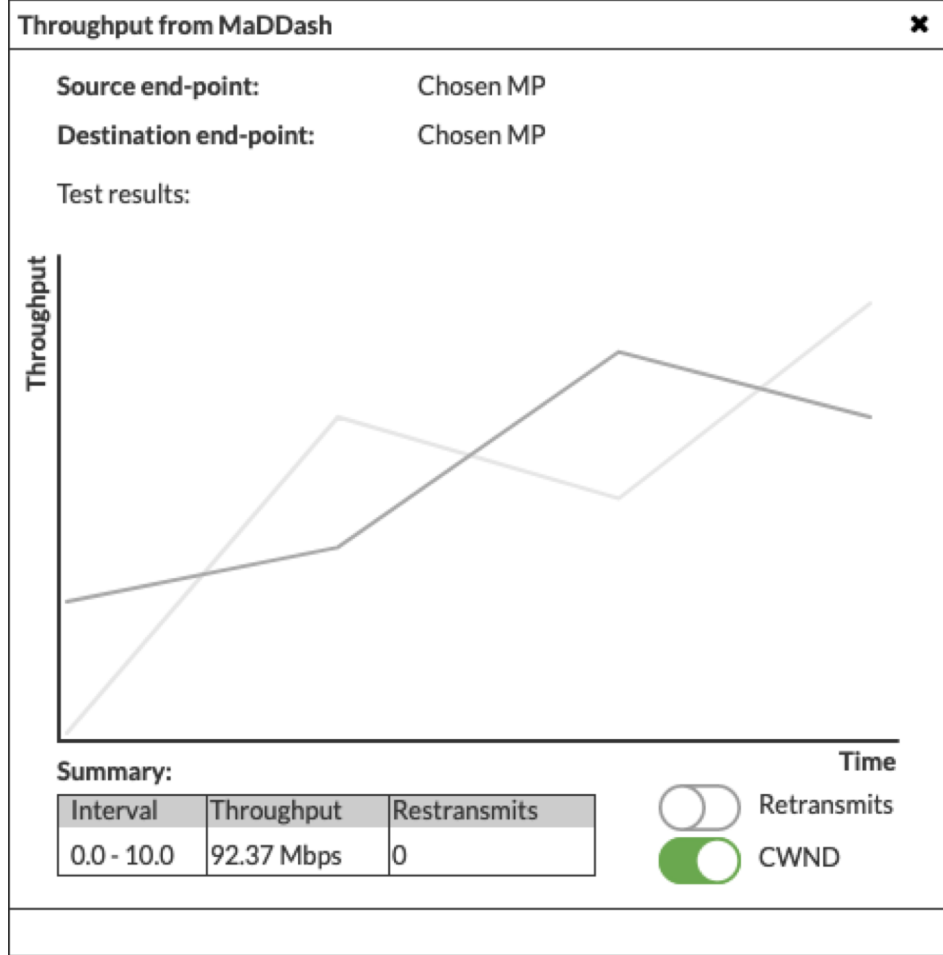 Throughput from MaDDash ✖
Source end-point: Chosen MP
Destination end-point: Chosen MP
Test results:
Throughput
Time
Summary:
Interval Throughput Restransmits
0.0 - 10.0 92.37 Mbps 0
Retransmits
CWND